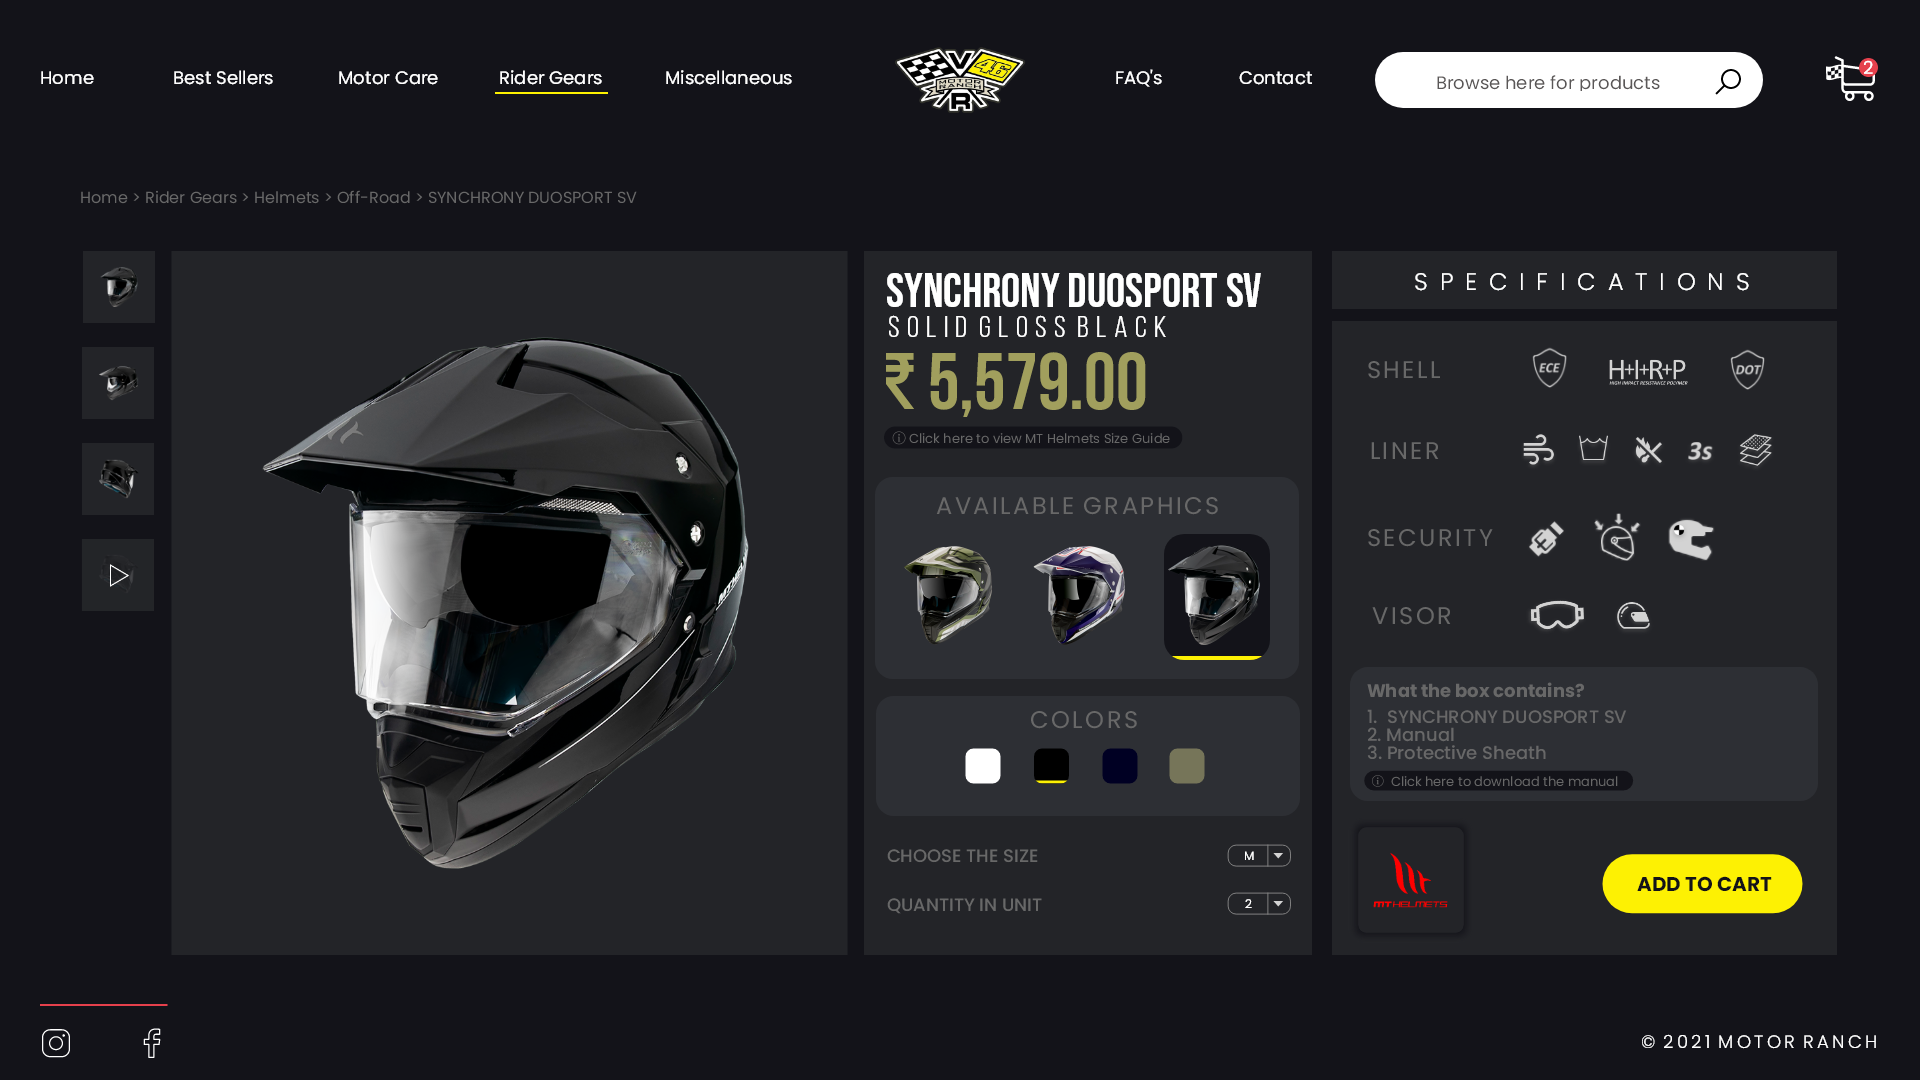 Home
Best Sellers
Motor Care
Rider Gears
Miscellaneous
V 46
MOTOR
RANCH
R
FAQ's
Contact
Browse here for products
2
Home > Rider Gears > Helmets > Off-Road > SYNCHRONY DUOSPORT SV
SYNCHRONY DUOSPORT SV
SOLID GLOSS BLACK
₹ 5,579.00
Click here to view MT Helmets Size Guide
AVAILABLE GRAPHICS
COLORS
CHOOSE THE SIZE
M
QUANTITY IN UNIT
2
SPECIFICATIONS
SHELL
ECE
H+I+R+P
HIGH IMPACT RESISTANCE POLYMER
DOT
LINER
3s
SECURITY
VISOR
What the box contains?
1. SYNCHRONY DUOSPORT SV
2. Manual
3. Protective Sheath
Click here to download the manual
MT HELMETS
ADD TO CART
© 2021 MOTOR RANCH